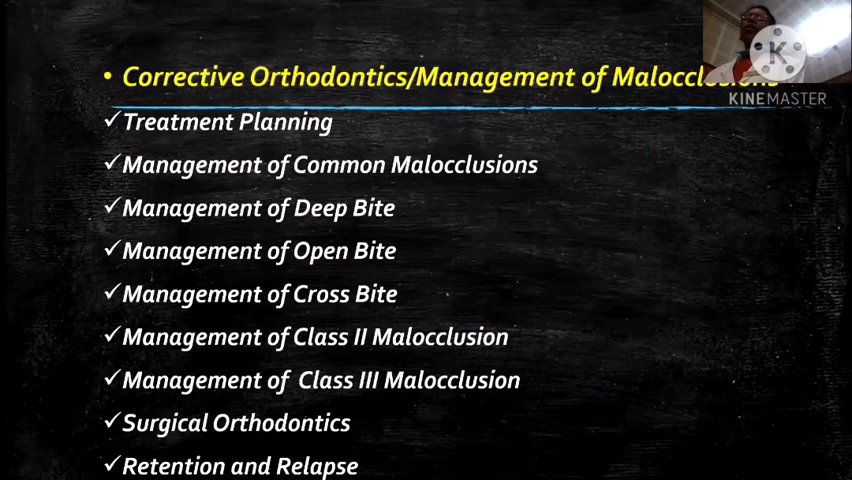 • Corrective Orthodontics/Management of Malocclusions
✓Treatment Planning
✓Management of Common Malocclusions
✓Management of Deep Bite
✓Management of Open Bite
✓Management of Cross Bite
✓Management of Class II Malocclusion
✓Management of Class III Malocclusion
✓Surgical Orthodontics
✓Retention and Relapse
K
KINEMASTER